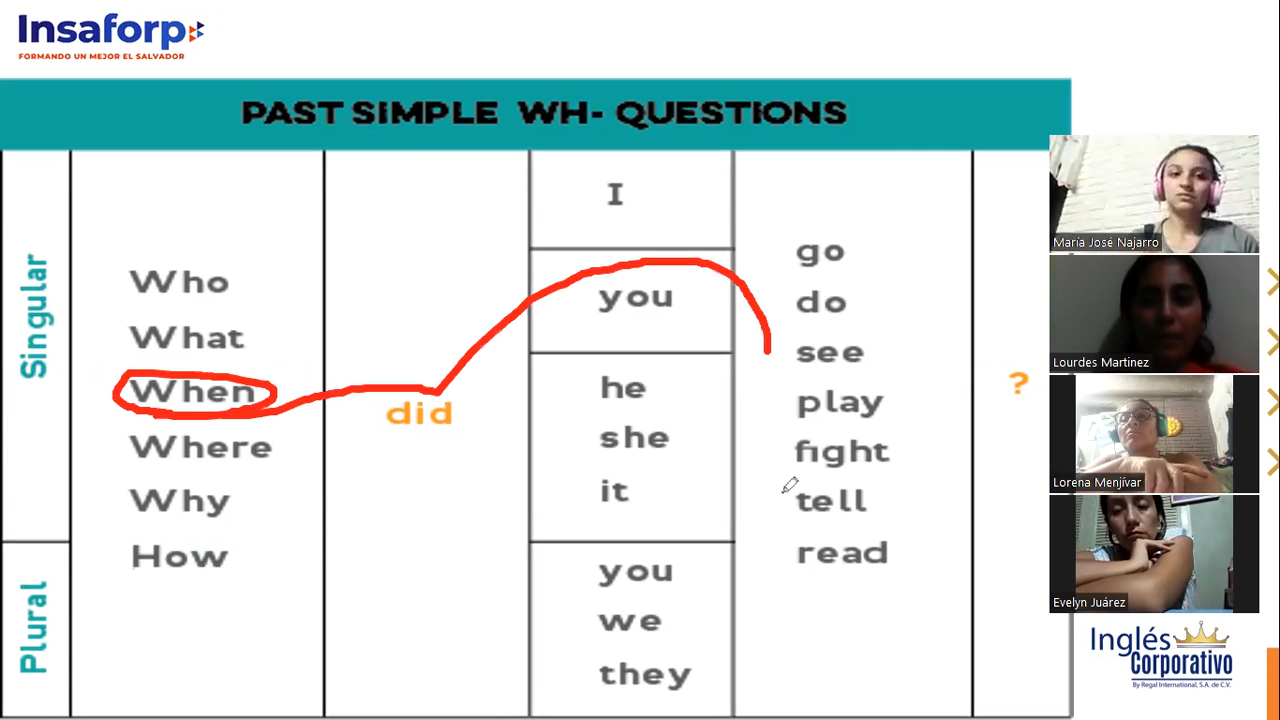 Insaforp
FORMANDO UN MEJOR EL SALVADOR
PAST SIMPLE WH- QUESTIONS
Singular
Plural
Who
What
When
Where
Why
How
did
I
you
he
she
it
you
we
they
go
do
see
play
fight
tell
read
?
María José Najarro
Lourdes Martinez
Lorena Menjívar
Evelyn Juárez
Inglés
Corporativo
By Regal International, S.A. de C.V.